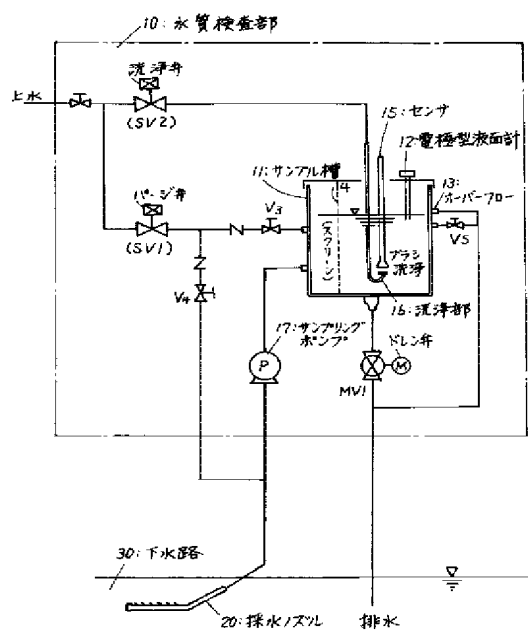 10:水質検査部
洗浄弁
上水
(SV2)
15:センサ
12:電極型液面計
11:サンプル槽
14
13:
オーバーフロー
パージ弁
V3
V5
(スクリーン)
(SV1)
ブラシ
洗浄
V4
16:洗浄部
17:サンプリング
ポンプ
ドレン弁
P
M
MV1
30:下水路
20:採水ノズル
排水